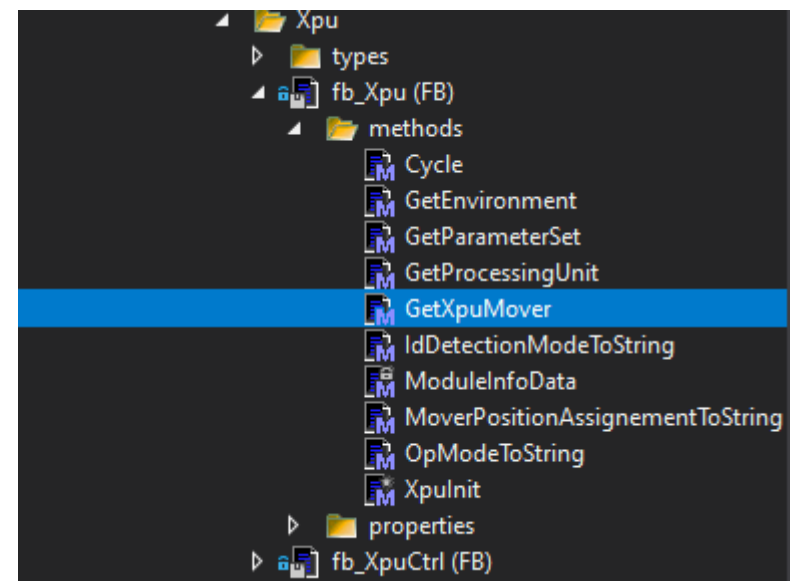 Xpu
types
fb_Xpu (FB)
methods
Cycle
GetEnvironment
GetParameterSet
GetProcessingUnit
GetXpuMover
IdDetectionModeToString
ModuleInfoData
MoverPositionAssignementToString
OpModeToString
XpuInit
properties
fb_XpuCtrl (FB)